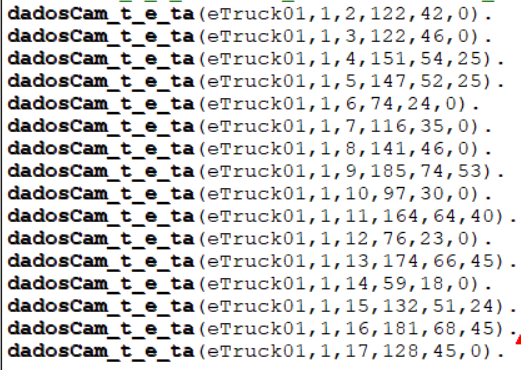 dadosCam_t_e_ta(eTruck01,1,2,122,42,0).
dadosCam_t_e_ta(eTruck01,1,3,122,46,0).
dadosCam_t_e_ta(eTruck01,1,4,151,54,25).
dadosCam_t_e_ta(eTruck01,1,5,147,52,25).
dadosCam_t_e_ta(eTruck01,1,6,74,24,0).
dadosCam_t_e_ta(eTruck01,1,7,116,35,0).
dadosCam_t_e_ta(eTruck01,1,8,141,46,0).
dadosCam_t_e_ta(eTruck01,1,9,185,74,53).
dadosCam_t_e_ta(eTruck01,1,10,97,30,0).
dadosCam_t_e_ta(eTruck01,1,11,164,64,40).
dadosCam_t_e_ta(eTruck01,1,12,76,23,0).
dadosCam_t_e_ta(eTruck01,1,13,174,66,45).
dadosCam_t_e_ta(eTruck01,1,14,59,18,0).
dadosCam_t_e_ta(eTruck01,1,15,132,51,24).
dadosCam_t_e_ta(eTruck01,1,16,181,68,45).
dadosCam_t_e_ta(eTruck01,1,17,128,45,0).